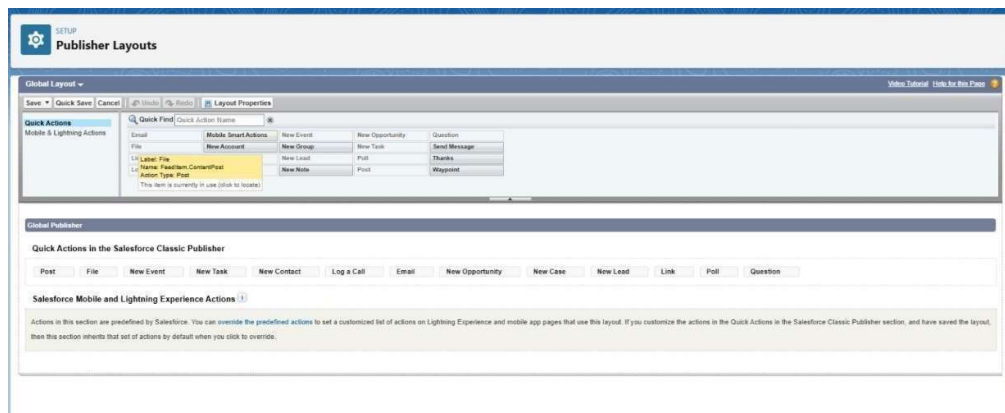 SETUP
Publisher Layouts
Global Layout
Video Tutorial Help for this Page
Save Quick Save Cancel Undo Redo Layout Properties
Quick Actions
Mobile & Lightning Actions
Quick Find Quick Action Name
Email Mobile Smart Actions New Event New Opportunity Question
File New Account New Group New Task Send Message
New Lead Poll Thanks
New Note Post Waypoint
Label: File
Name: FeedItem.ContentPost
Action Type: Post
This item is currently in use (click to locate)
Global Publisher
Quick Actions in the Salesforce Classic Publisher
Post File New Event New Task New Contact Log a Call Email New Opportunity New Case New Lead Link Poll Question
Salesforce Mobile and Lightning Experience Actions
Actions in this section are predefined by Salesforce. You can override the predefined actions to set a customized list of actions on Lightning Experience and mobile app pages that use this layout. If you customize the actions in the Quick Actions in the Salesforce Classic Publisher section, and have saved the layout,
then this section inherits that set of actions by default when you click to override.